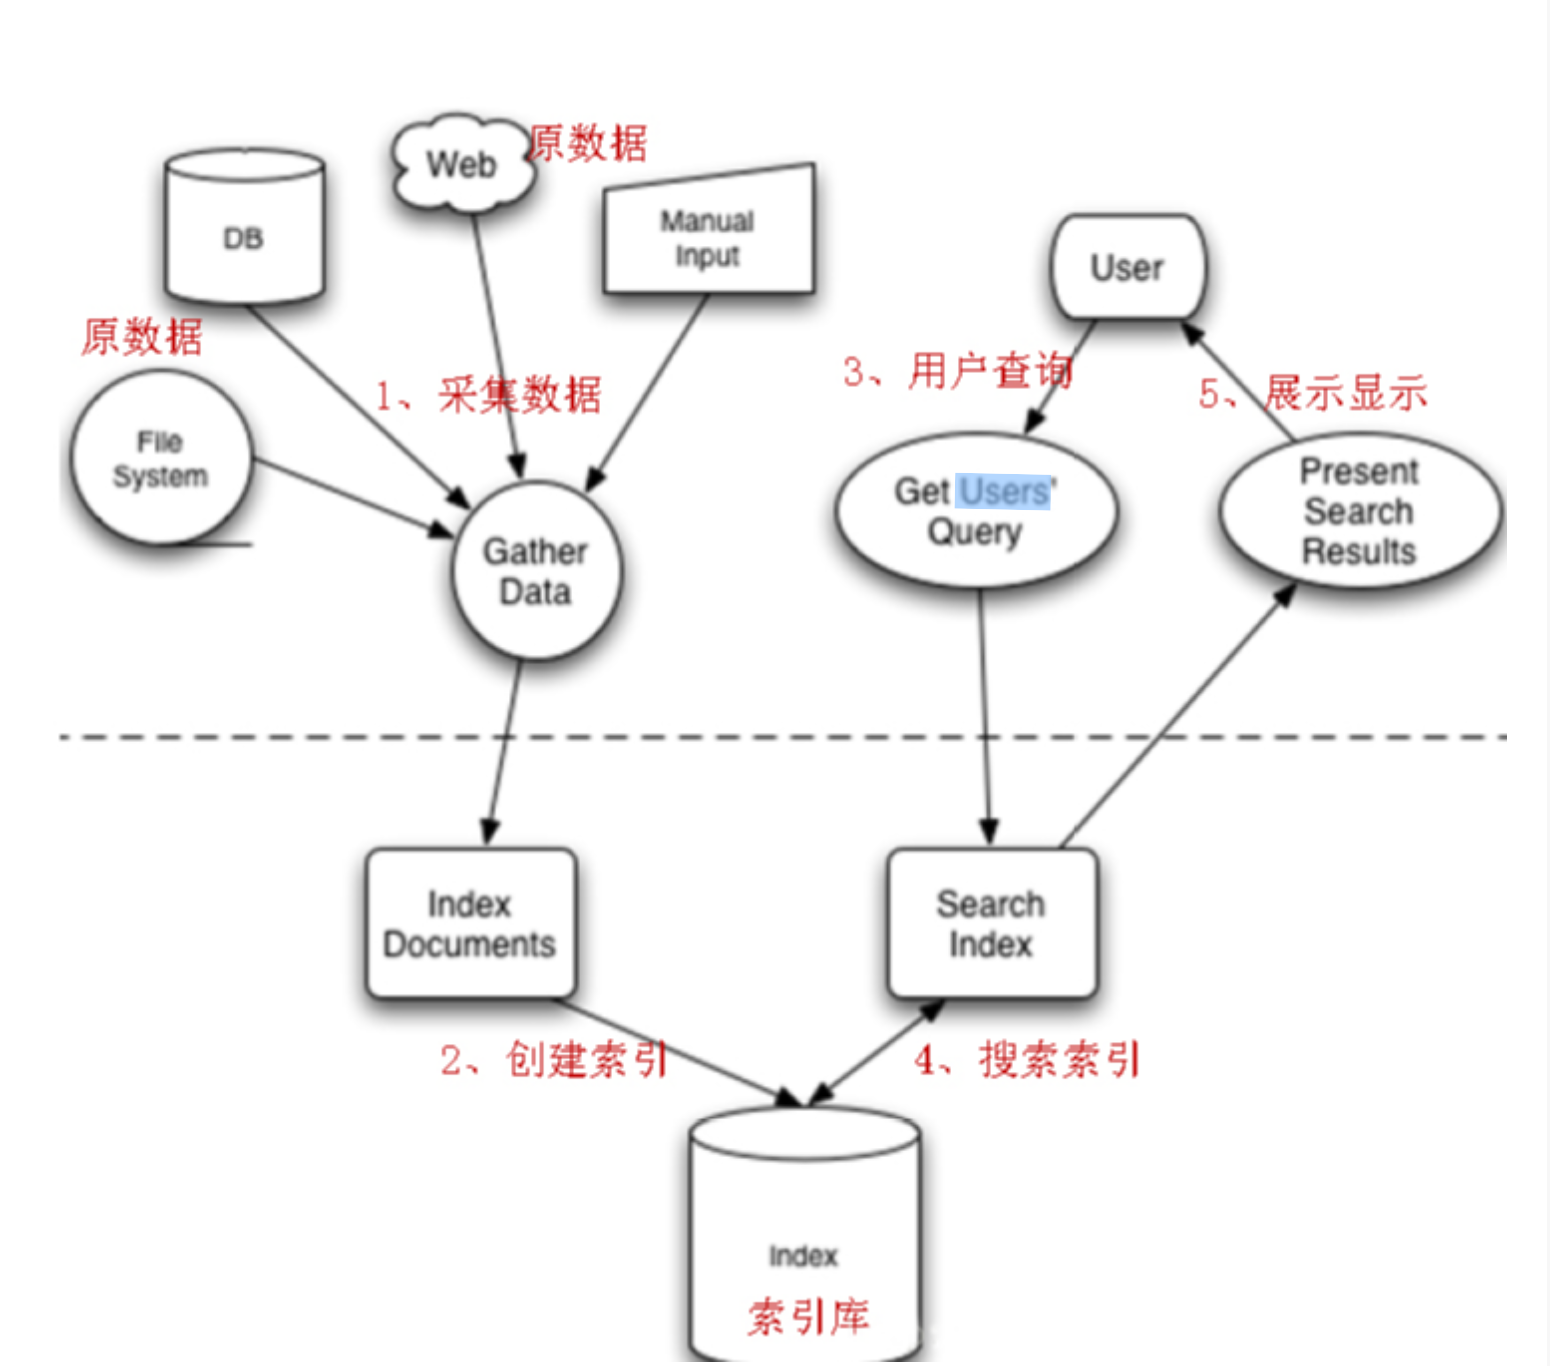 Web
原数据
DB
Manual
Input
User
原数据
1、采集数据
3、用户查询
5、展示显示
File
System
Get Users'
Query
Present
Search
Results
Gather
Data
Index
Documents
Search
Index
2、创建索引
4、搜索索引
Index
索引库